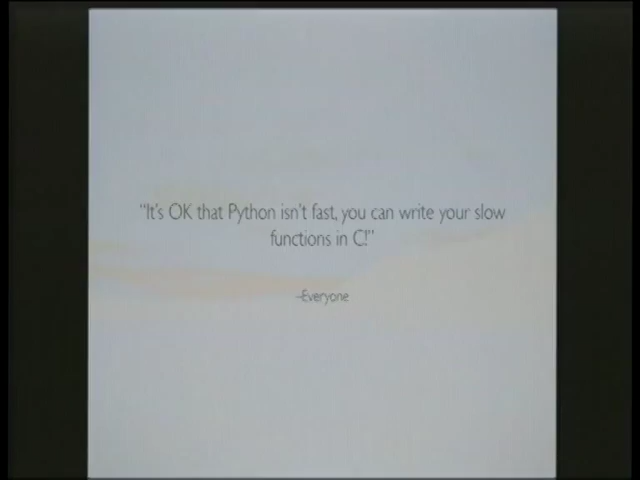 "It's OK that Python isn't fast, you can write your slow
functions in C!"
–Everyone